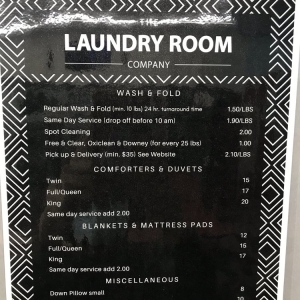 THE
LAUNDRY ROOM
COMPANY
WASH & FOLD
Regular Wash & Fold (min. 10 lbs) 24 hr. turnaround time 1.50/LBS
Same Day Service (drop off before 10 am) 1.90/LBS
Spot Cleaning 2.00
Free & Clear, Oxiclean & Downey (for every 25 lbs) 1.00
Pick up & Delivery (min. $35) See Website 2.10/LBS
COMFORTERS & DUVETS
Twin 15
Full/Queen 17
King 20
Same day service add 2.00
BLANKETS & MATTRESS PADS
Twin 12
Full/Queen 15
King 17
Same day service add 2.00
MISCELLANEOUS
Down Pillow small 8
10